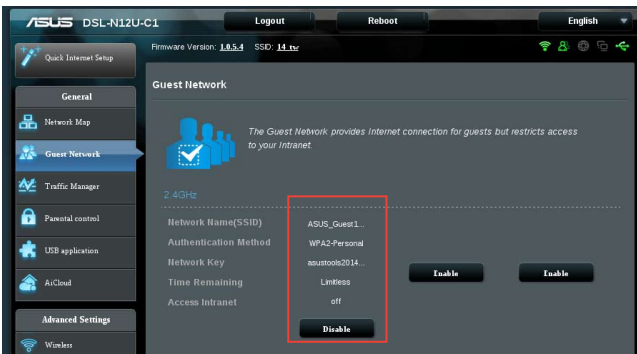 ASUS DSL-N12U-C1 Logout Reboot English
Quick Internet Setup
Firmware Version: 1.0.5.4 SSID: 14_tw
General
Network Map
Guest Network
Traffic Manager
Parental control
USB application
AiCloud
Advanced Settings
Wireless
Guest Network
The Guest Network provides Internet connection for guests but restricts access
to your Intranet.
2.4GHz
Network Name(SSID) ASUS_Guest1...
Authentication Method WPA2-Personal
Network Key asustools2014...
Time Remaining Limitless
Access Intranet off
Disable
Enable
Enable